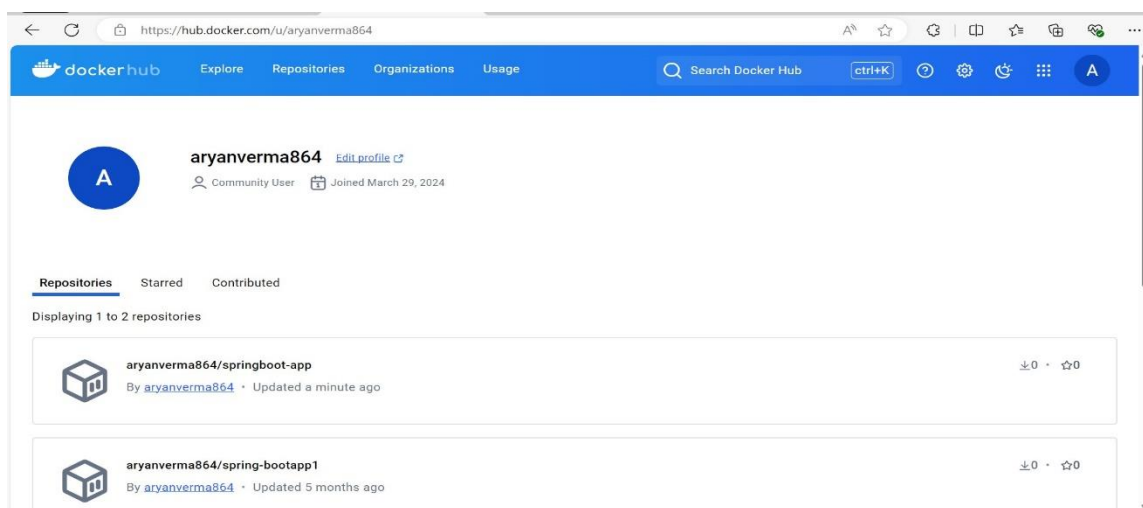 https://hub.docker.com/u/aryanverma864
dockerhub Explore Repositories Organizations Usage Search Docker Hub ctrl+K A
A
aryanverma864 Edit profile
Community User Joined March 29, 2024
Repositories Starred Contributed
Displaying 1 to 2 repositories
aryanverma864/springboot-app 0 · 0
By aryanverma864 · Updated a minute ago
aryanverma864/spring-bootapp1 0 · 0
By aryanverma864 · Updated 5 months ago